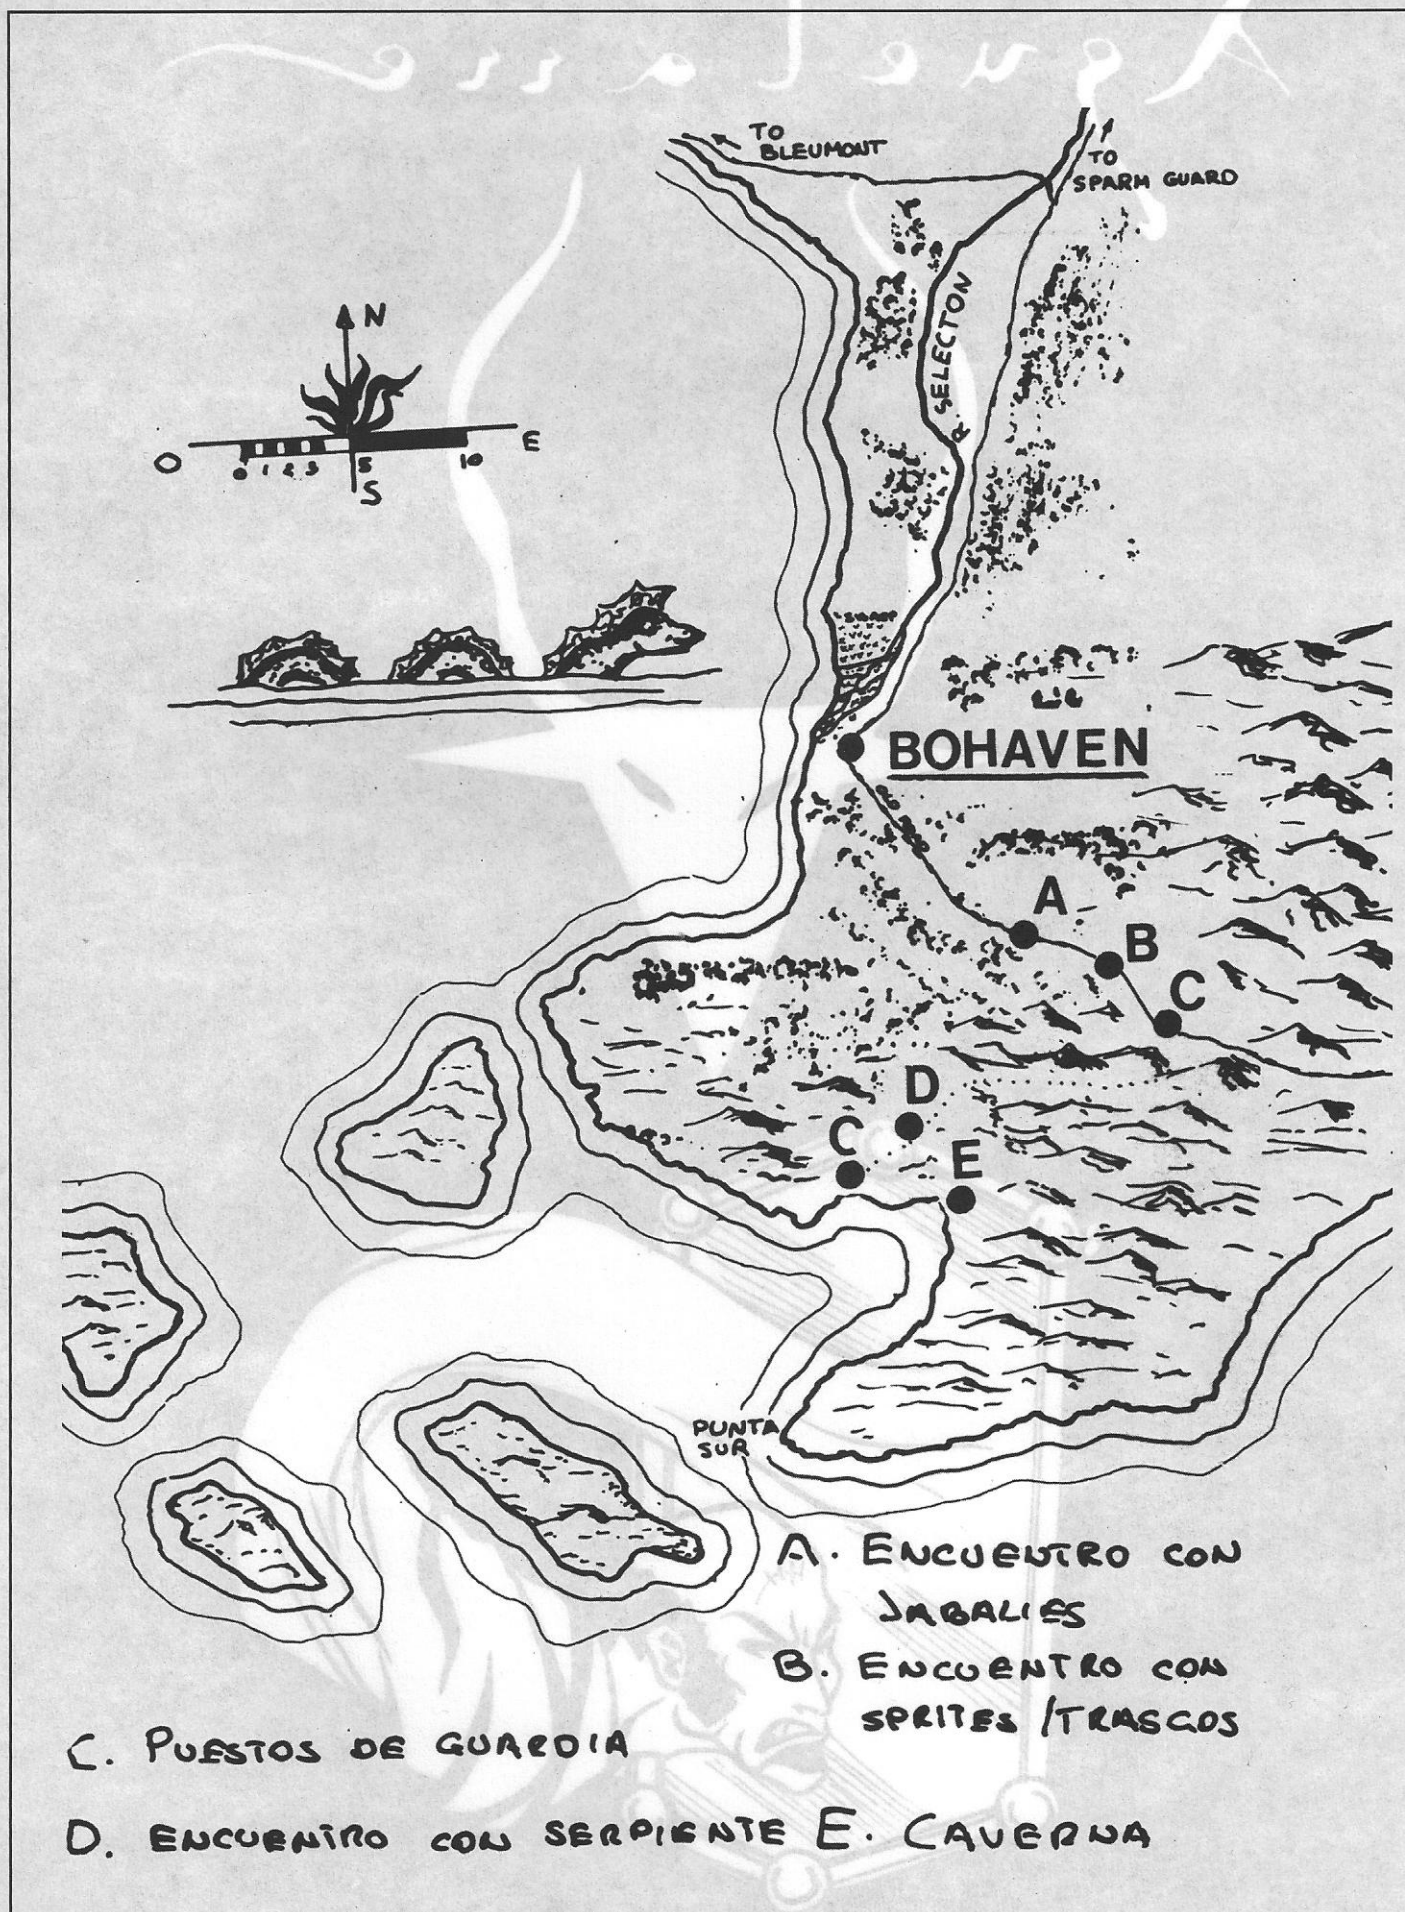 Aquelarre
TO
BLEUMONT
TO
SPARM GUARD
R SELECTON
N
O
E
0 1 2 3 5 10
S
BOHAVEN
A
B
C
D
C
E
PUNTA
SUR
A. ENCUENTRO CON
JABALIES
B. ENCUENTRO CON
SPRITES / TRASGOS
C. PUESTOS DE GUARDIA
D. ENCUENTRO CON SERPIENTE E. CAVERNA